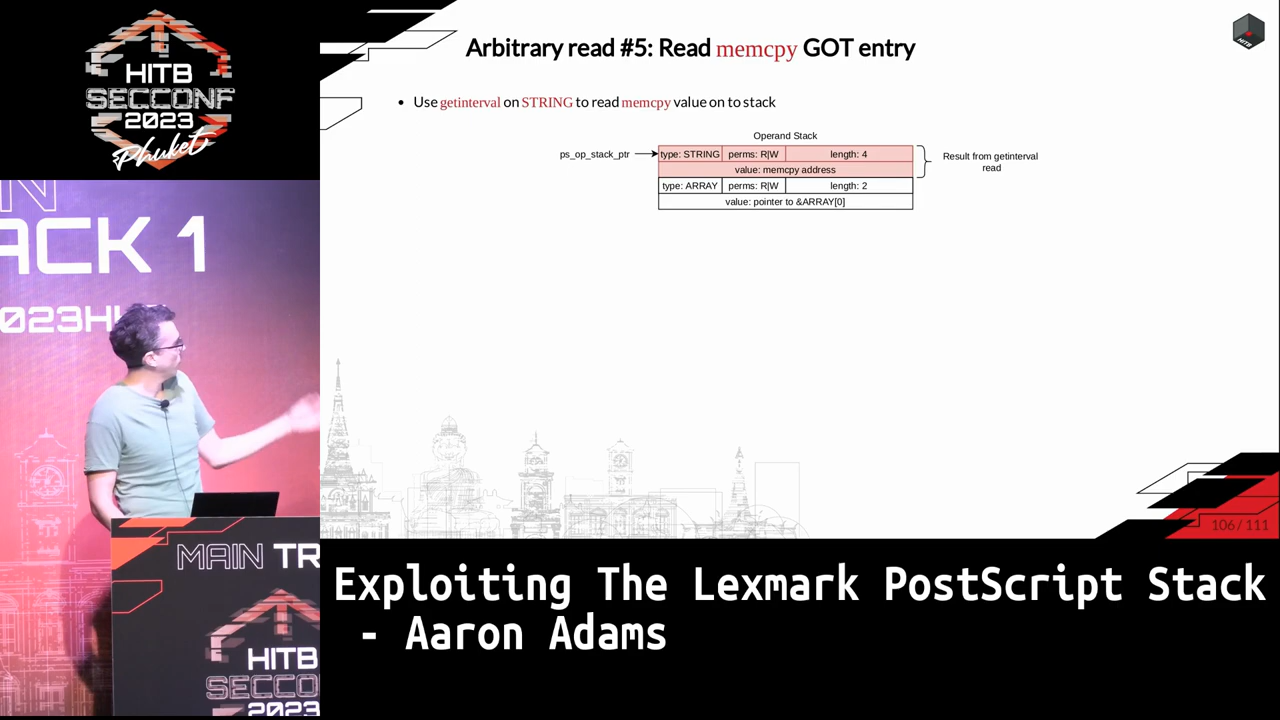 HITB
SECCONF
2023
Phuket
Arbitrary read #5: Read memcpy GOT entry
HITB
• Use getinterval on STRING to read memcpy value on to stack
Operand Stack
ps_op_stack_ptr
type: STRING perms: R|W length: 4
value: memcpy address
type: ARRAY perms: R|W length: 2
value: pointer to &ARRAY[0]
Result from getinterval
read
106 / 111
ACK 1
023H
MAIN TR
HITB
SECCO
2023
Exploiting The Lexmark PostScript Stack
- Aaron Adams